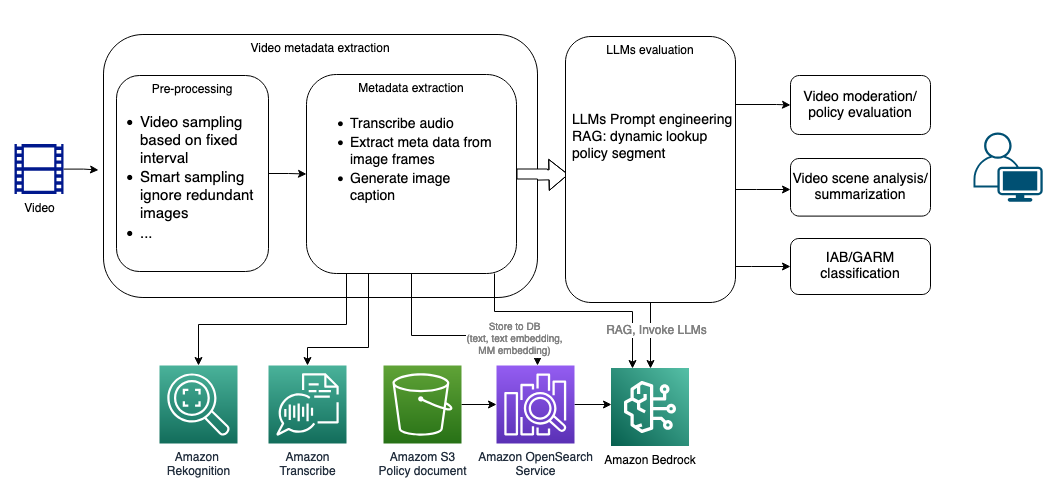 Video metadata extraction
LLMs evaluation
Pre-processing
• Video sampling
based on fixed
interval
• Smart sampling
ignore redundant
images
• ...
Metadata extraction
• Transcribe audio
• Extract meta data from
image frames
• Generate image
caption
LLMs Prompt engineering
RAG: dynamic lookup
policy segment
Video moderation/
policy evaluation
Video scene analysis/
summarization
IAB/GARM
classification
Video
Store to DB
(text, text embedding,
MM embedding)
RAG, Invoke LLMs
Amazon
Rekognition
Amazon
Transcribe
Amazom S3
Policy document
Amazon OpenSearch
Service
Amazon Bedrock